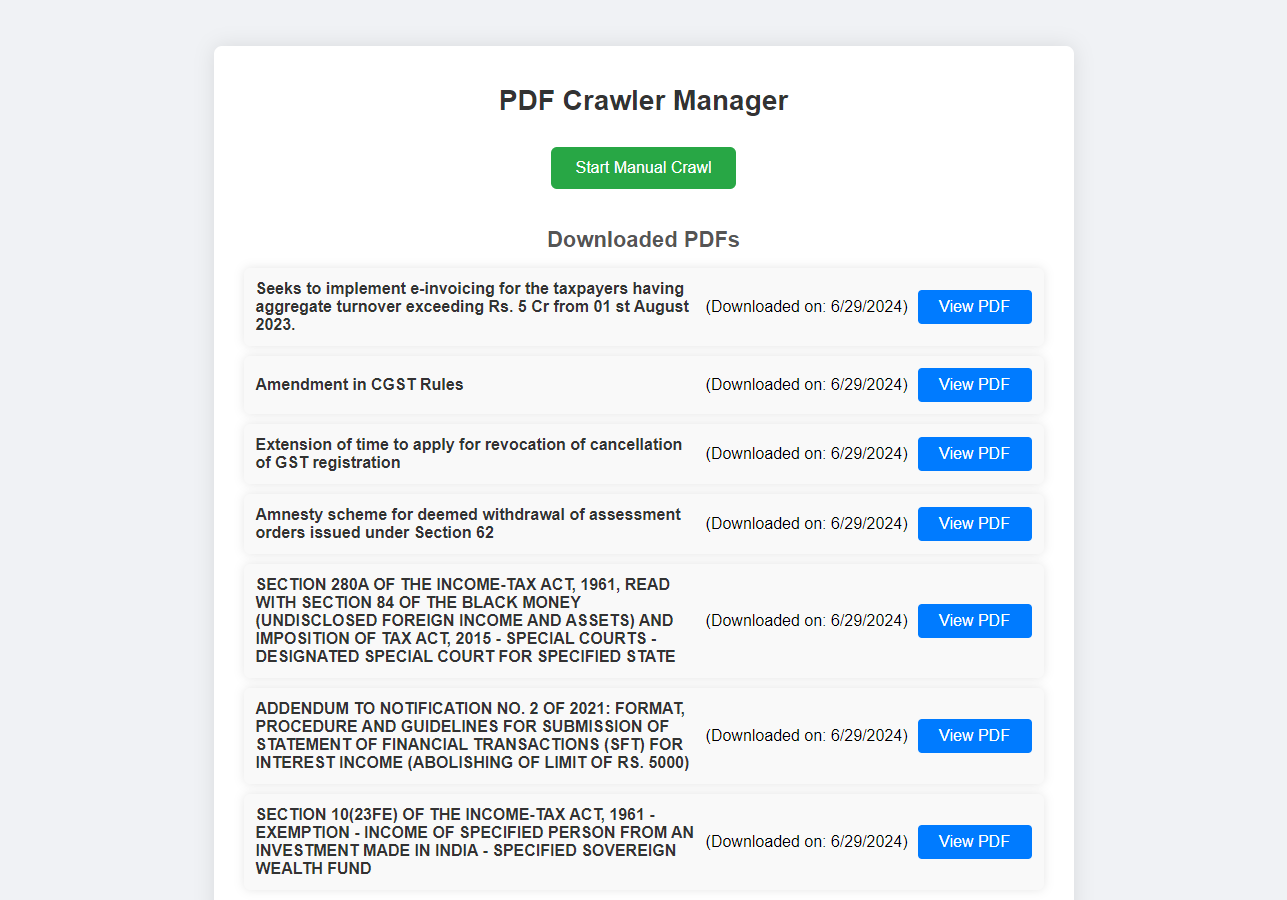 PDF Crawler Manager
Start Manual Crawl
Downloaded PDFs
Seeks to implement e-invoicing for the taxpayers having
aggregate turnover exceeding Rs. 5 Cr from 01 st August
2023.
(Downloaded on: 6/29/2024)
View PDF
Amendment in CGST Rules
(Downloaded on: 6/29/2024)
View PDF
Extension of time to apply for revocation of cancellation
of GST registration
(Downloaded on: 6/29/2024)
View PDF
Amnesty scheme for deemed withdrawal of assessment
orders issued under Section 62
(Downloaded on: 6/29/2024)
View PDF
SECTION 280A OF THE INCOME-TAX ACT, 1961, READ
WITH SECTION 84 OF THE BLACK MONEY
(UNDISCLOSED FOREIGN INCOME AND ASSETS) AND
IMPOSITION OF TAX ACT, 2015 - SPECIAL COURTS -
DESIGNATED SPECIAL COURT FOR SPECIFIED STATE
(Downloaded on: 6/29/2024)
View PDF
ADDENDUM TO NOTIFICATION NO. 2 OF 2021: FORMAT,
PROCEDURE AND GUIDELINES FOR SUBMISSION OF
STATEMENT OF FINANCIAL TRANSACTIONS (SFT) FOR
INTEREST INCOME (ABOLISHING OF LIMIT OF RS. 5000)
(Downloaded on: 6/29/2024)
View PDF
SECTION 10(23FE) OF THE INCOME-TAX ACT, 1961 -
EXEMPTION - INCOME OF SPECIFIED PERSON FROM AN
INVESTMENT MADE IN INDIA - SPECIFIED SOVEREIGN
WEALTH FUND
(Downloaded on: 6/29/2024)
View PDF